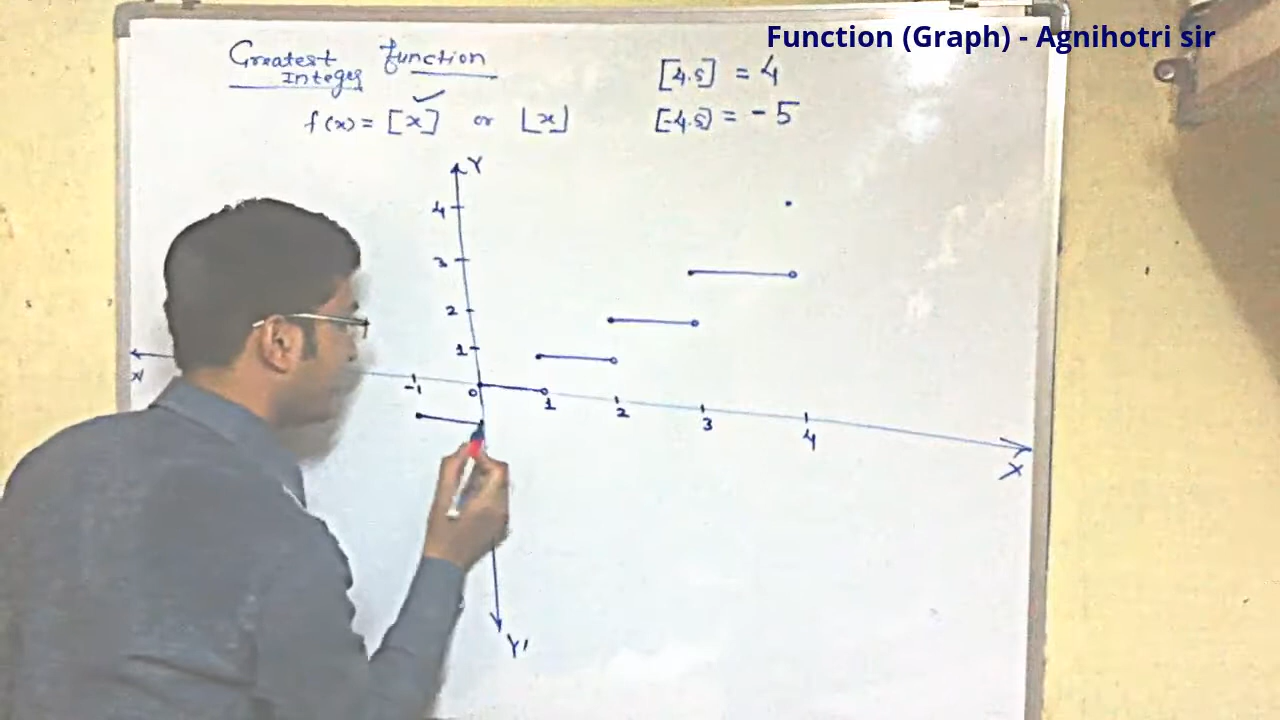 Function (Graph) - Agnihotri sir
Greatest Integer function
f(x) = [x] or ⌊x⌋
[4.5] = 4
[-4.5] = -5
Y
4
3
2
1
-1 0 1 2 3 4
X
Y'